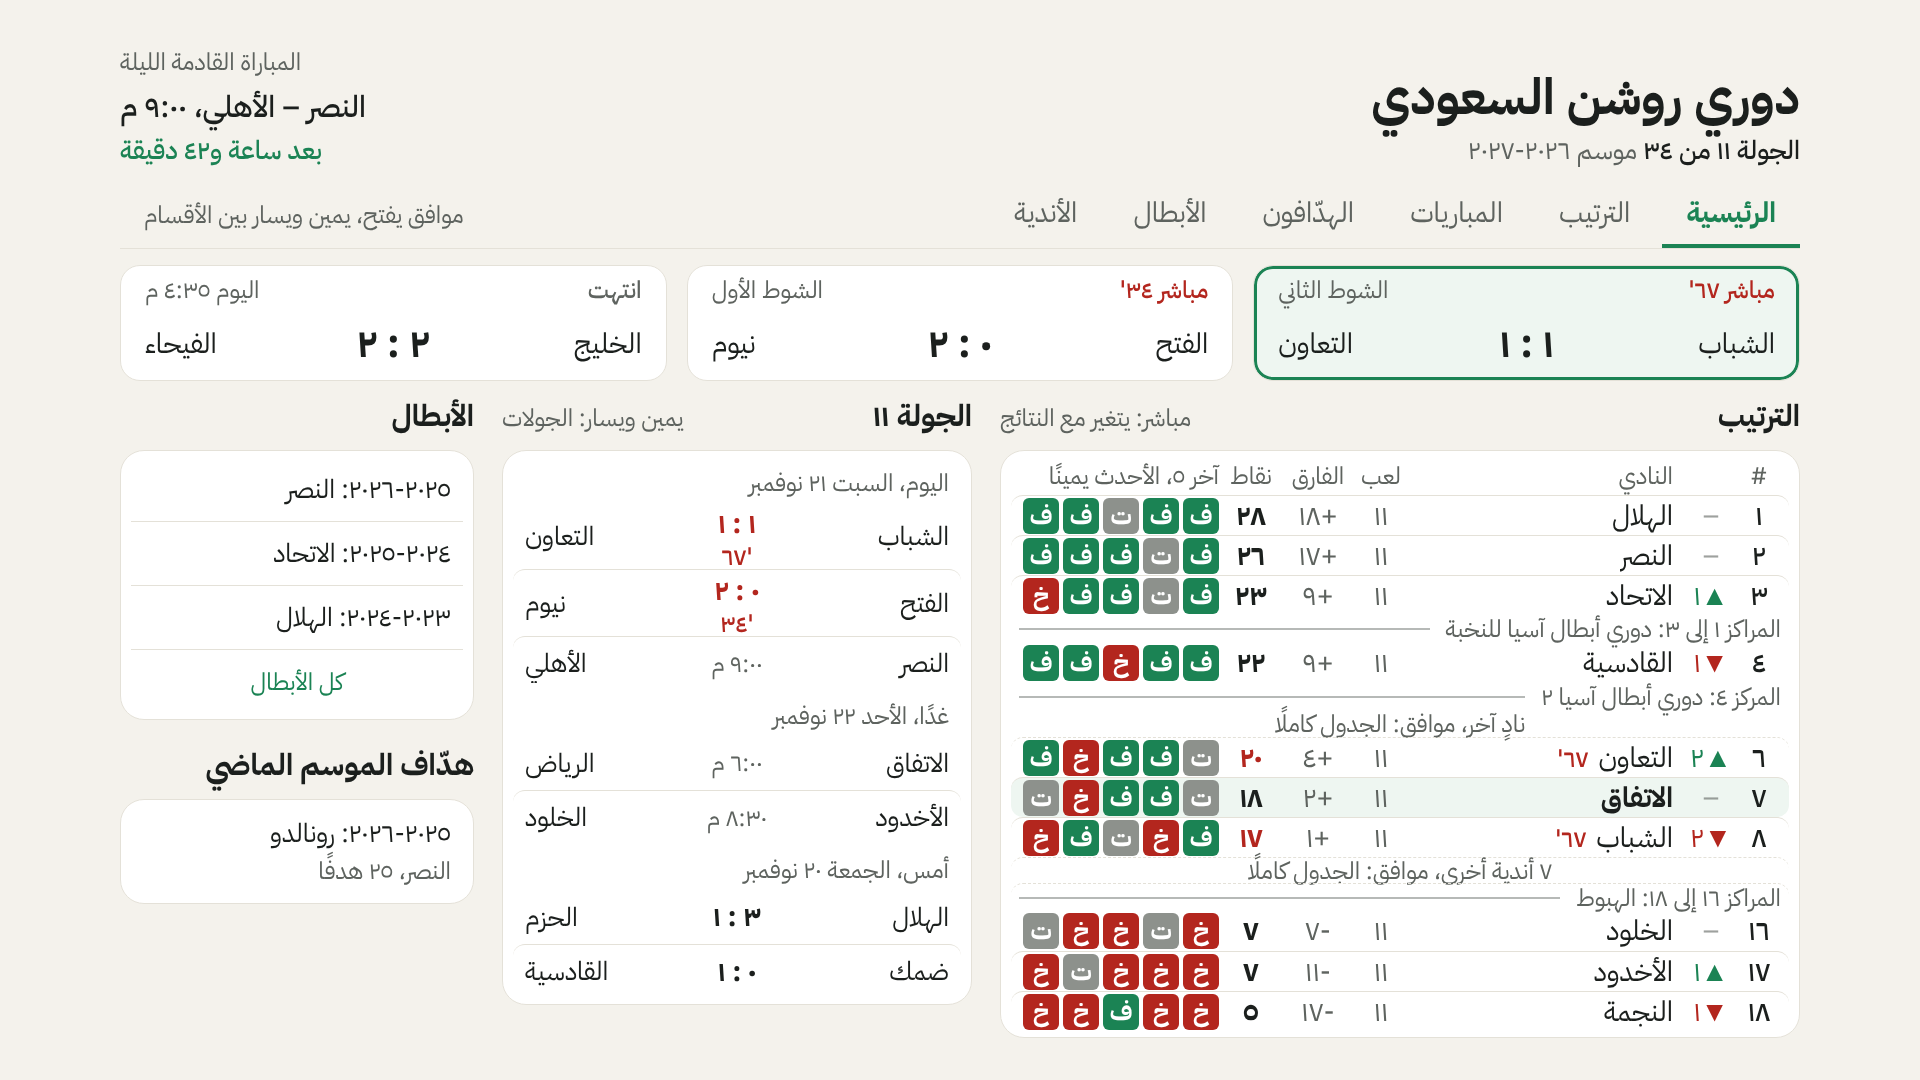 دوري روشن السعودي
الجولة ١١ من ٣٤ موسم ٢٠٢٦-٢٠٢٧
المباراة القادمة الليلة
النصر – الأهلي، ٩:٠٠ م
بعد ساعة و٤٢ دقيقة
الرئيسية الترتيب المباريات الهدّافون الأبطال الأندية
موافق يفتح، يمين ويسار بين الأقسام
مباشر ٦٧' الشوط الثاني
الشباب ١ : ١ التعاون
مباشر ٣٤' الشوط الأول
الفتح ٠ : ٢ نيوم
انتهت اليوم ٤:٣٥ م
الخليج ٢ : ٢ الفيحاء
الترتيب مباشر: يتغير مع النتائج
# النادي لعب الفارق نقاط آخر ٥، الأحدث يمينًا
١ – الهلال ١١ +١٨ ٢٨ ف ف ت ف ف
٢ – النصر ١١ +١٧ ٢٦ ف ت ف ف ف
٣ ▲١ الاتحاد ١١ +٩ ٢٣ ف ت ف ف خ
المراكز ١ إلى ٣: دوري أبطال آسيا للنخبة
٤ ▼١ القادسية ١١ +٩ ٢٢ ف ف خ ف ف
المركز ٤: دوري أبطال آسيا ٢
نادٍ آخر، موافق: الجدول كاملًا
٦ ▲٢ التعاون ٦٧' ١١ +٤ ٢٠ ت ف ف خ ف
٧ – الاتفاق ١١ +٢ ١٨ ت ف ف خ ت
٨ ▼٢ الشباب ٦٧' ١١ +١ ١٧ ف خ ت ف خ
٧ أندية أخرى، موافق: الجدول كاملًا
المراكز ١٦ إلى ١٨: الهبوط
١٦ – الخلود ١١ -٧ ٧ خ ت خ خ ت
١٧ ▲١ الأخدود ١١ -١١ ٧ خ خ خ ت خ
١٨ ▼١ النجمة ١١ -١٧ ٥ خ خ ف خ خ
الجولة ١١ يمين ويسار: الجولات
اليوم، السبت ٢١ نوفمبر
الشباب ١ : ١ التعاون
٦٧'
الفتح ٠ : ٢ نيوم
٣٤'
النصر ٩:٠٠ م الأهلي
غدًا، الأحد ٢٢ نوفمبر
الاتفاق ٦:٠٠ م الرياض
الأخدود ٨:٣٠ م الخلود
أمس، الجمعة ٢٠ نوفمبر
الهلال ٣ : ١ الحزم
ضمك ٠ : ١ القادسية
الأبطال
٢٠٢٥-٢٠٢٦: النصر
٢٠٢٤-٢٠٢٥: الاتحاد
٢٠٢٣-٢٠٢٤: الهلال
كل الأبطال
هدّاف الموسم الماضي
٢٠٢٥-٢٠٢٦: رونالدو
النصر، ٢٥ هدفًا